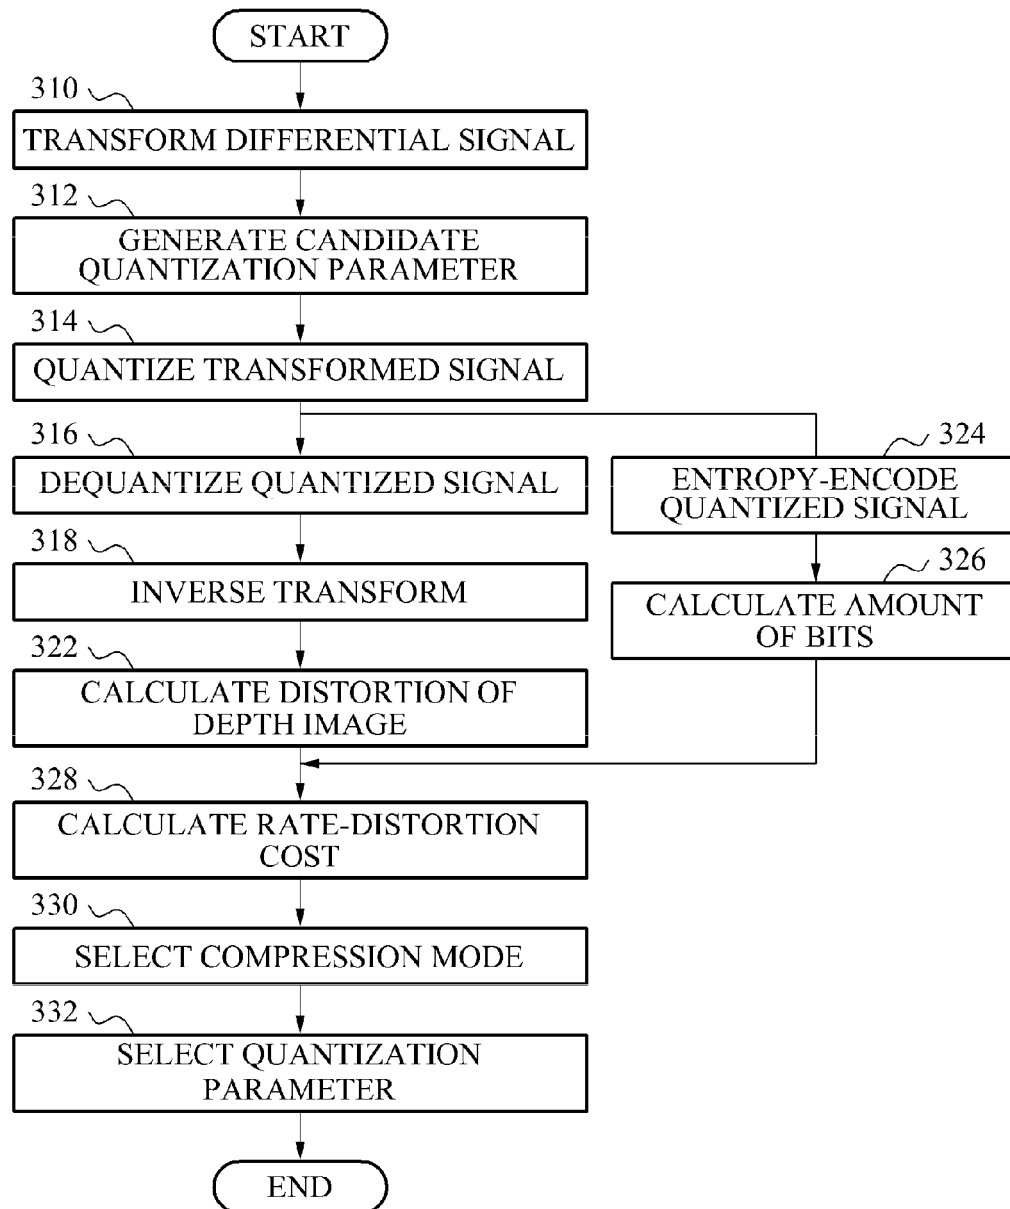 START
310
TRANSFORM DIFFERENTIAL SIGNAL
312
GENERATE CANDIDATE
QUANTIZATION PARAMETER
314
QUANTIZE TRANSFORMED SIGNAL
316
DEQUANTIZE QUANTIZED SIGNAL
324
ENTROPY-ENCODE
QUANTIZED SIGNAL
318
INVERSE TRANSFORM
326
CALCULATE AMOUNT
OF BITS
322
CALCULATE DISTORTION OF
DEPTH IMAGE
328
CALCULATE RATE-DISTORTION
COST
330
SELECT COMPRESSION MODE
332
SELECT QUANTIZATION
PARAMETER
END